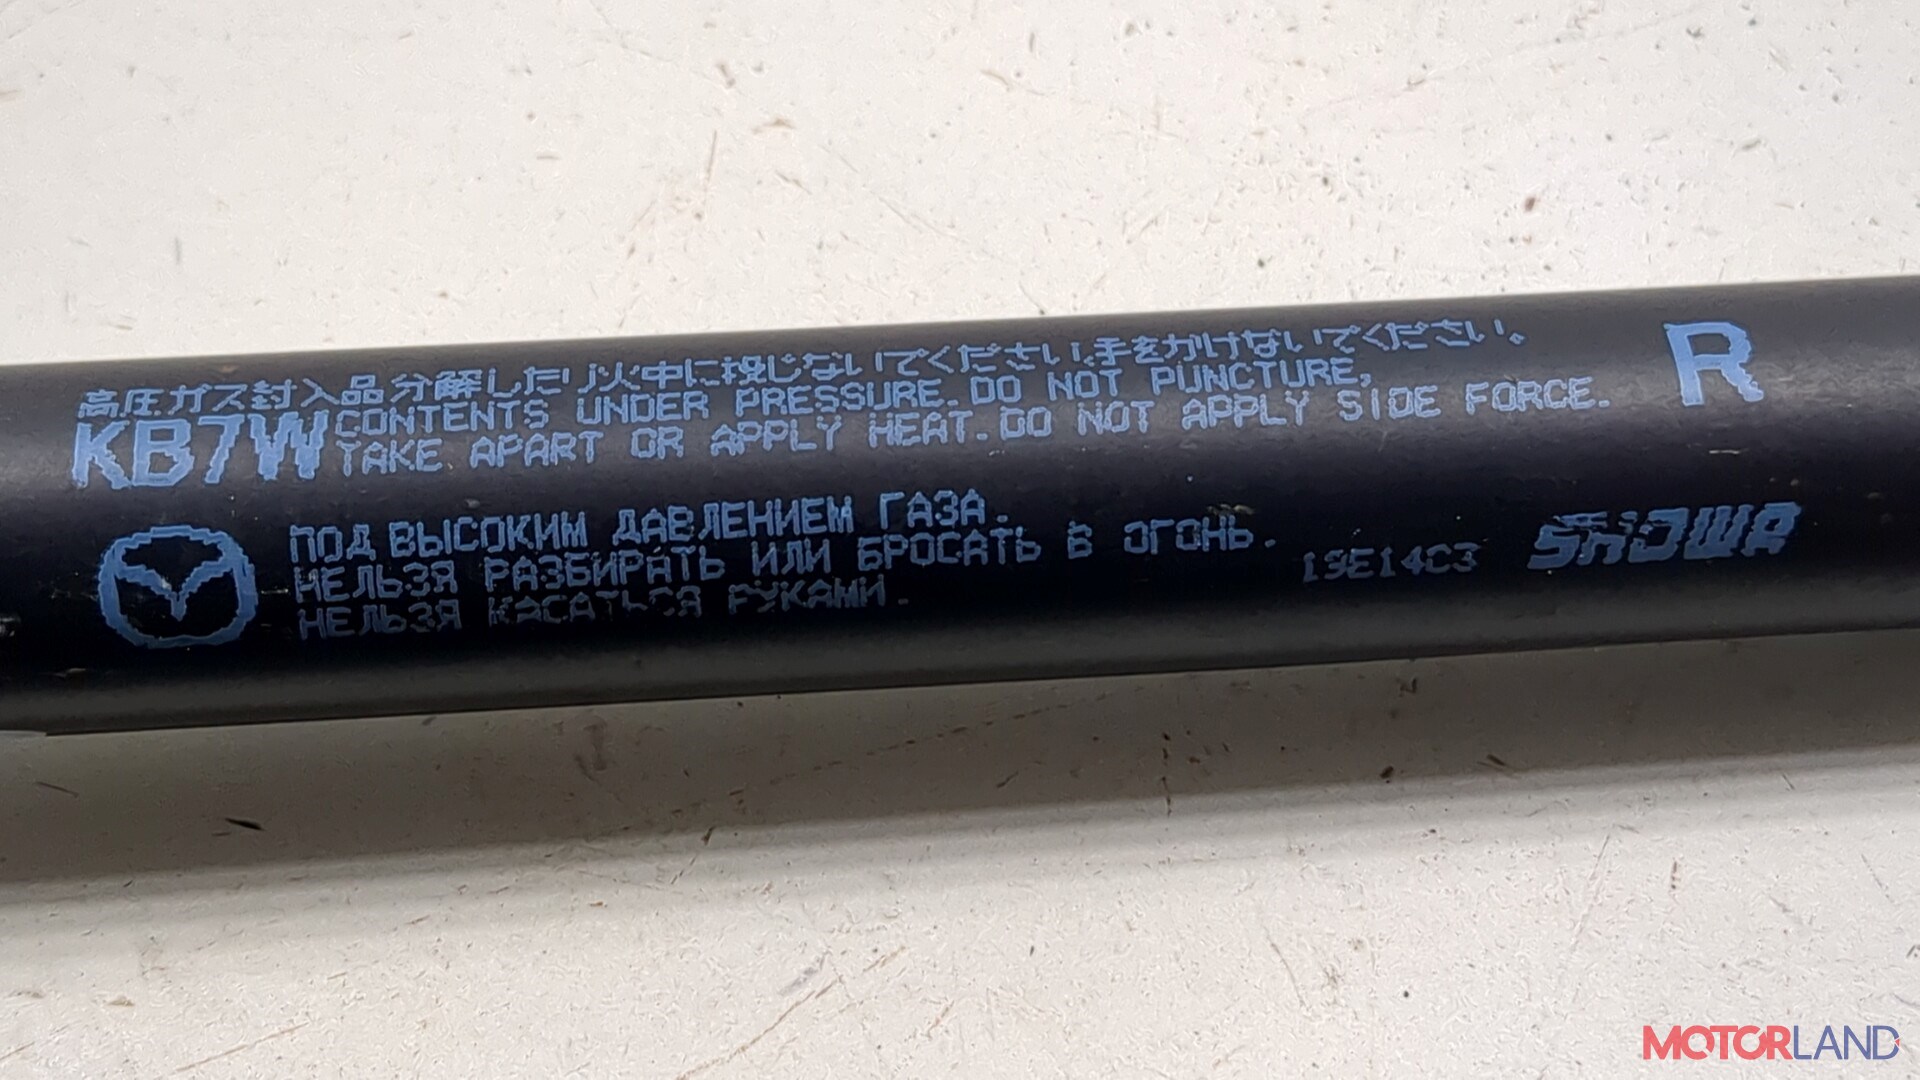 高圧ガス封入品分解したり火中に投じないでください.手をかけないでください。
KB7W CONTENTS UNDER PRESSURE. DO NOT PUNCTURE,
TAKE APART OR APPLY HEAT. DO NOT APPLY SIDE FORCE.
R
ПОД ВЫСОКИМ ДАВЛЕНИЕМ ГАЗА.
НЕЛЬЗЯ РАЗБИРАТЬ ИЛИ БРОСАТЬ В ОГОНЬ.
НЕЛЬЗЯ КАСАТЬСЯ РУКАМИ.
19E14C3 SHOWA
MOTORLAND